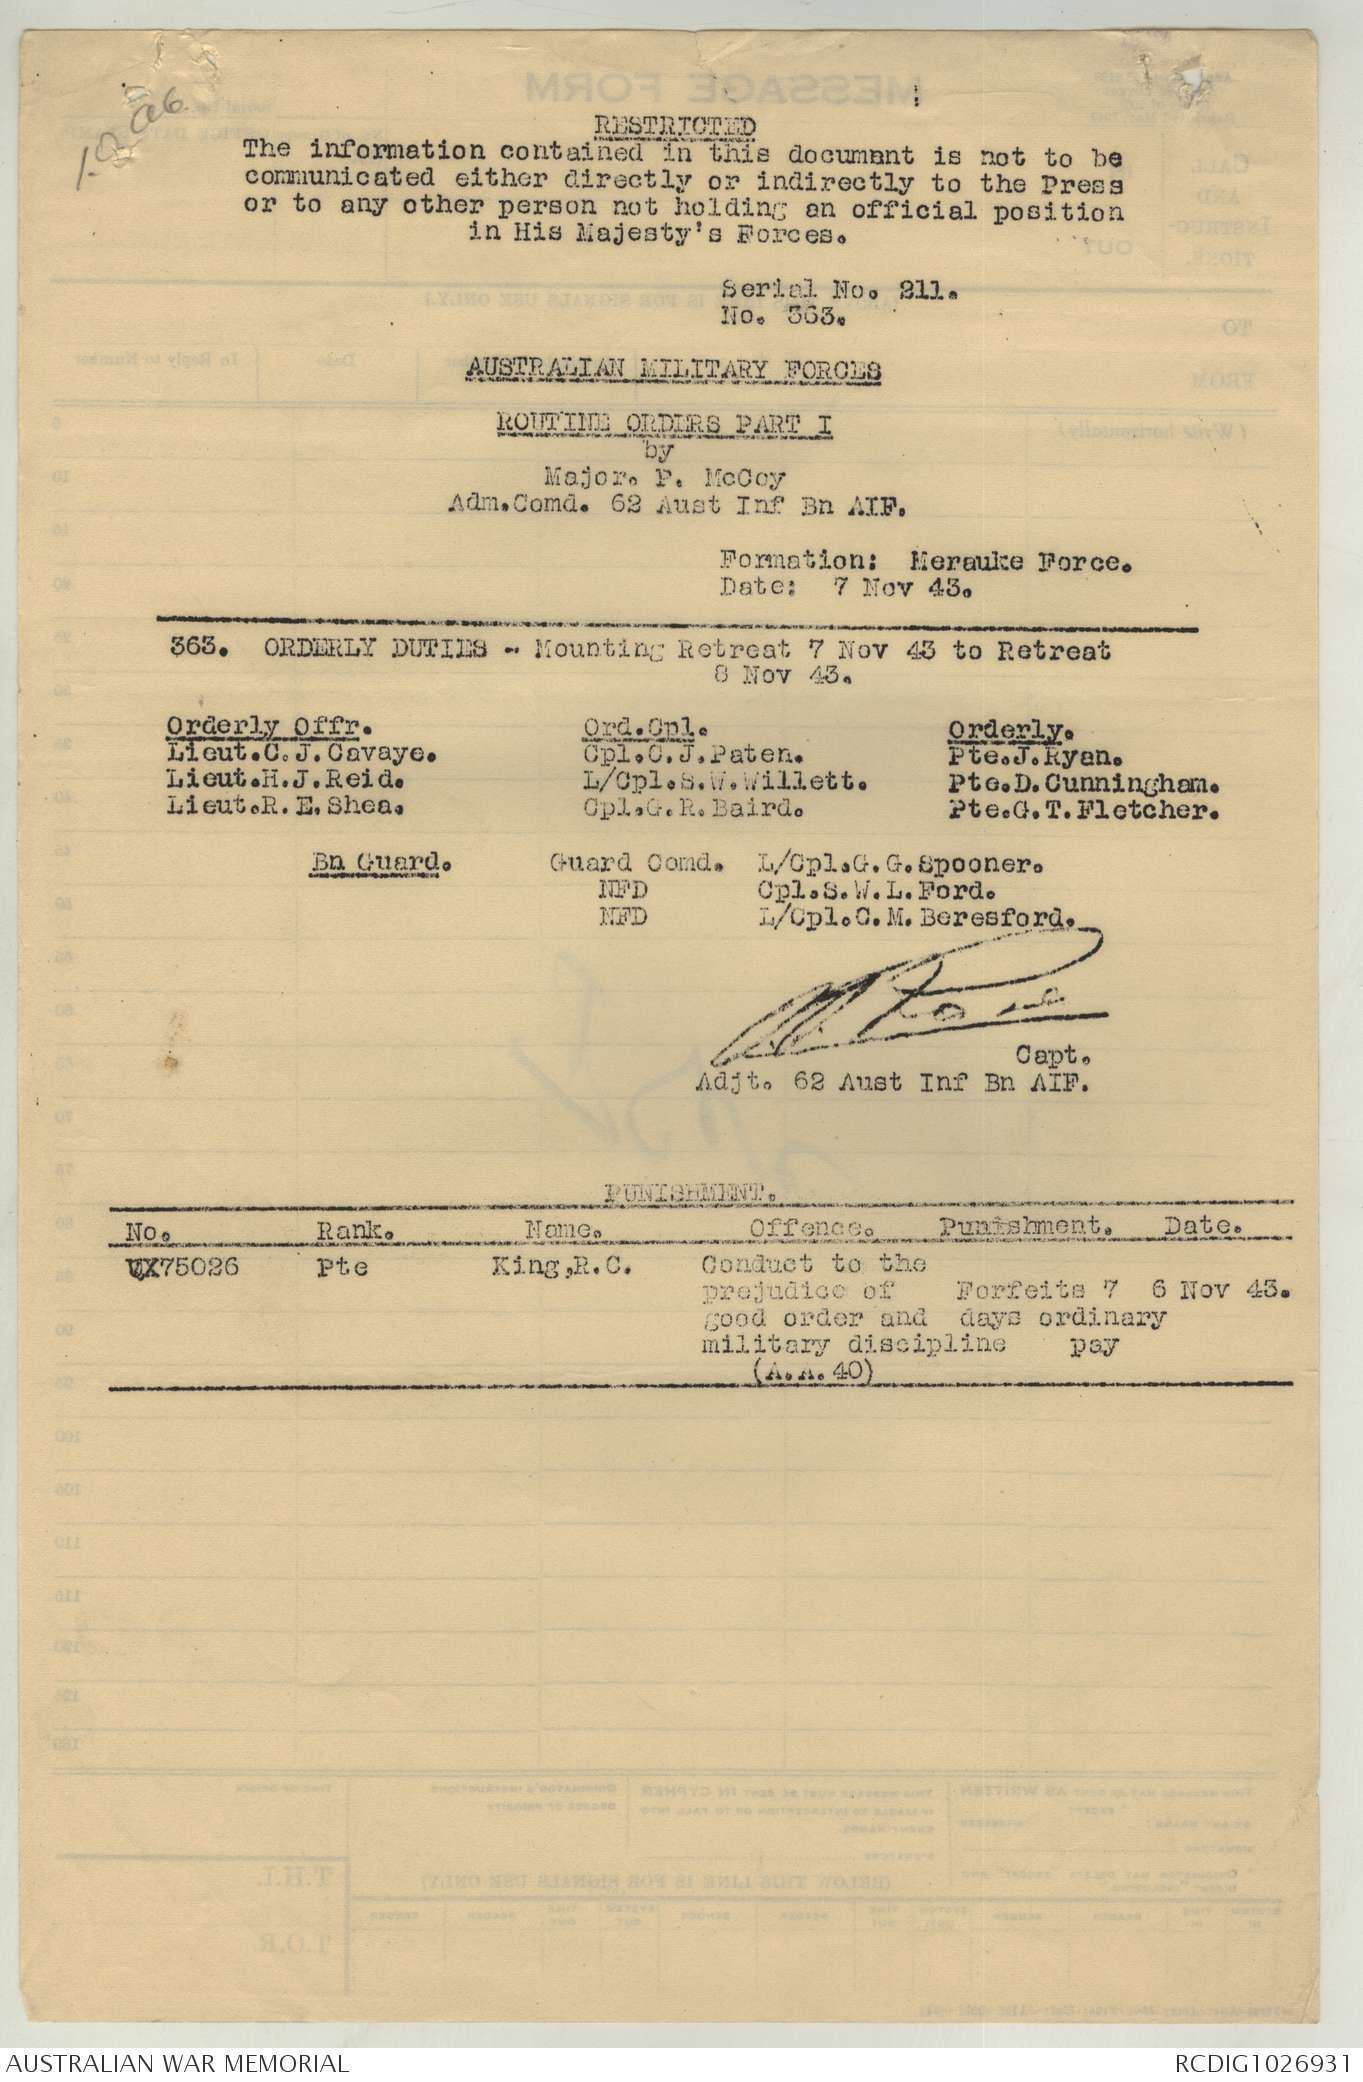 RESTRICTED
The information contained in this documant is not to be
communicated either directly or indirectly to the Press
or to any other person not holding an official position
in His Majesty's Forces.
Serial No. 211.
No. 363.
AUSTRALIAN MILITARY FORCES
ROUTINE ORDERS PART I
by
Major. P. McCoy
Adm.Comd. 62 Aust Inf Bn AIF.
Formation: Merauke Force.
Date: 7 Nov 43.
363. ORDERLY DUTIES - Mounting Retreat 7 Nov 43 to Retreat
8 Nov 43.
Orderly Offr. Ord.Cpl. Orderly.
Lieut.C.J.Cavaye. Cpl.C.J.Paten. Pte.J.Ryan.
Lieut.H.J.Reid. L/Cpl.S.W.Willett. Pte.D.Cunningham.
Lieut.R.E.Shea. Cpl.G.R.Baird. Pte.G.T.Fletcher.
Bn Guard. Guard Comd. L/Cpl.G.G.Spooner.
NFD Cpl.S.W.L.Ford.
NFD L/Cpl.C.M.Beresford.
Capt.
Adjt. 62 Aust Inf Bn AIF.
PUNISHMENT.
No. Rank. Name. Offence. Punishment. Date.
VX75026 Pte King,R.C. Conduct to the
prejudice of Forfeits 7 6 Nov 43.
good order and days ordinary
military discipline pay
(A.A.40)
AUSTRALIAN WAR MEMORIAL
RCDIG1026931